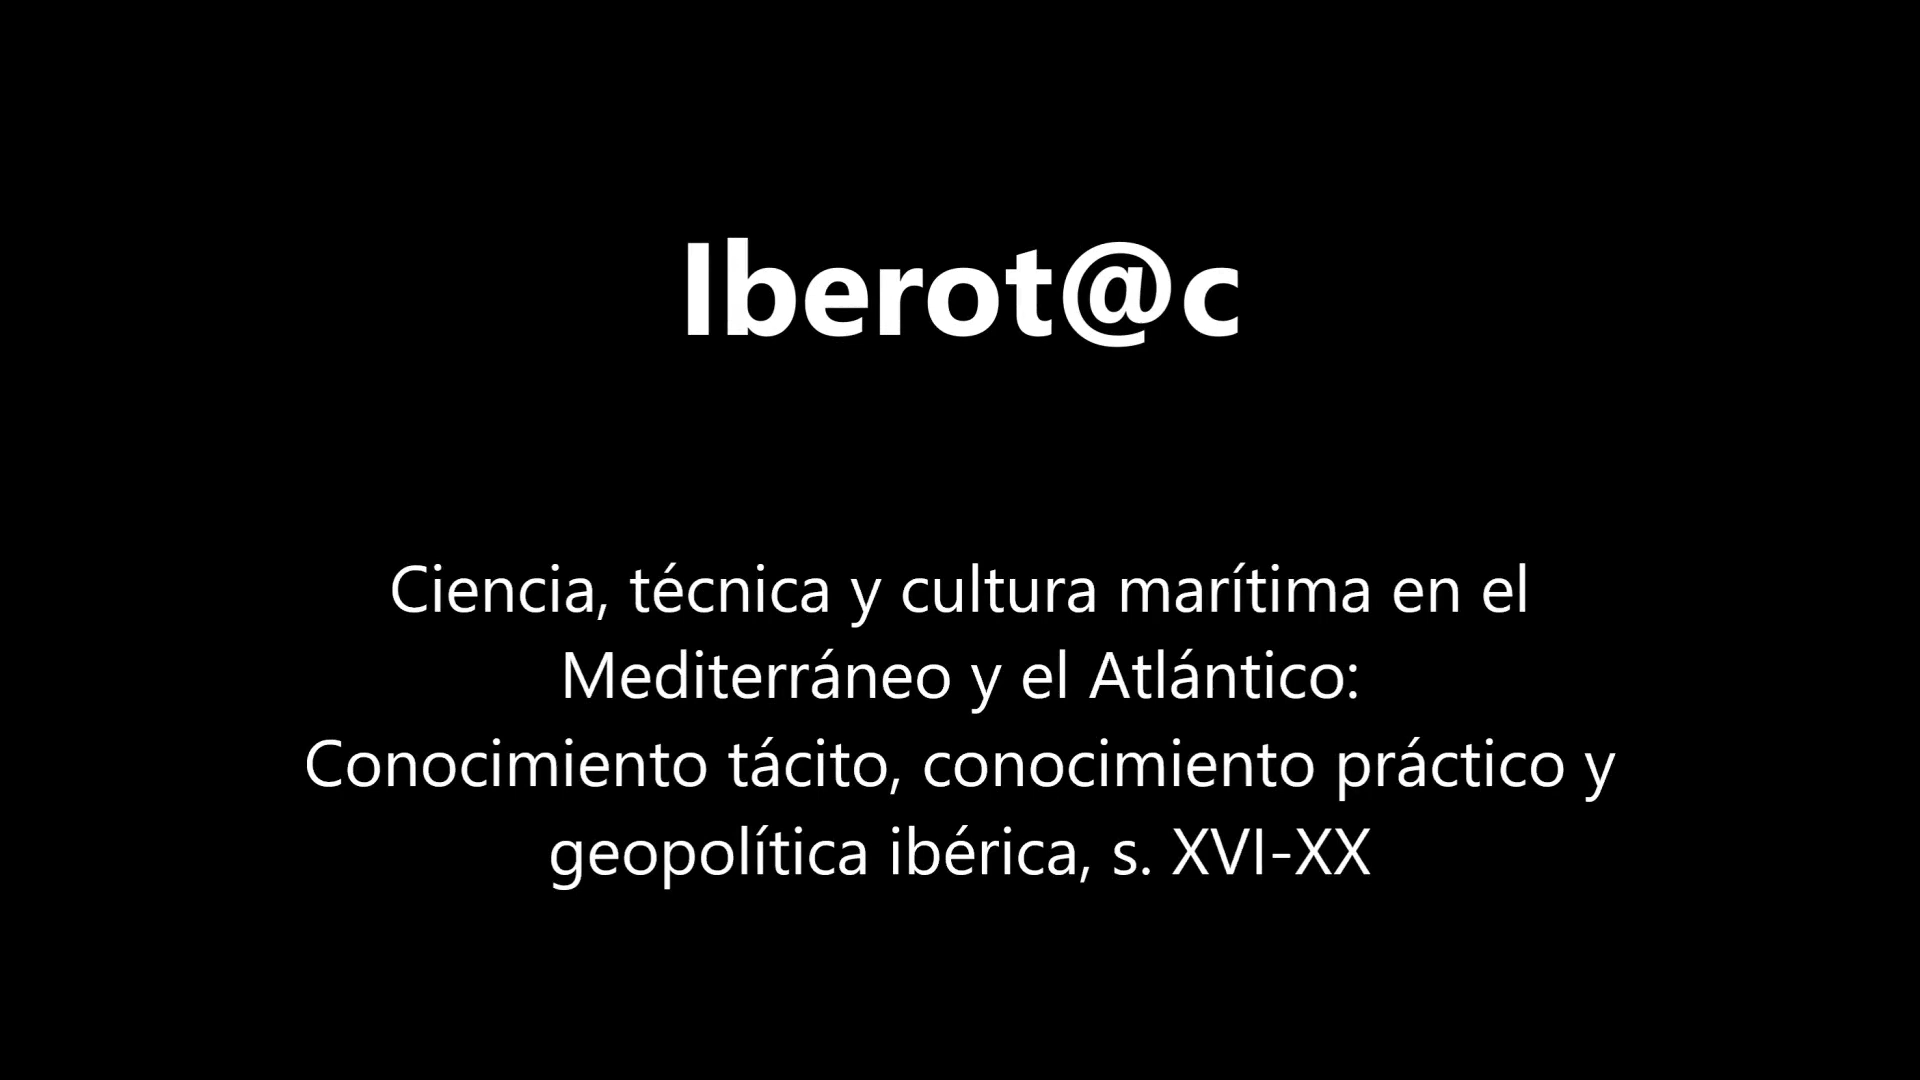 Iberot@c
Ciencia, técnica y cultura marítima en el
Mediterráneo y el Atlántico:
Conocimiento tácito, conocimiento práctico y
geopolítica ibérica, s. XVI-XX